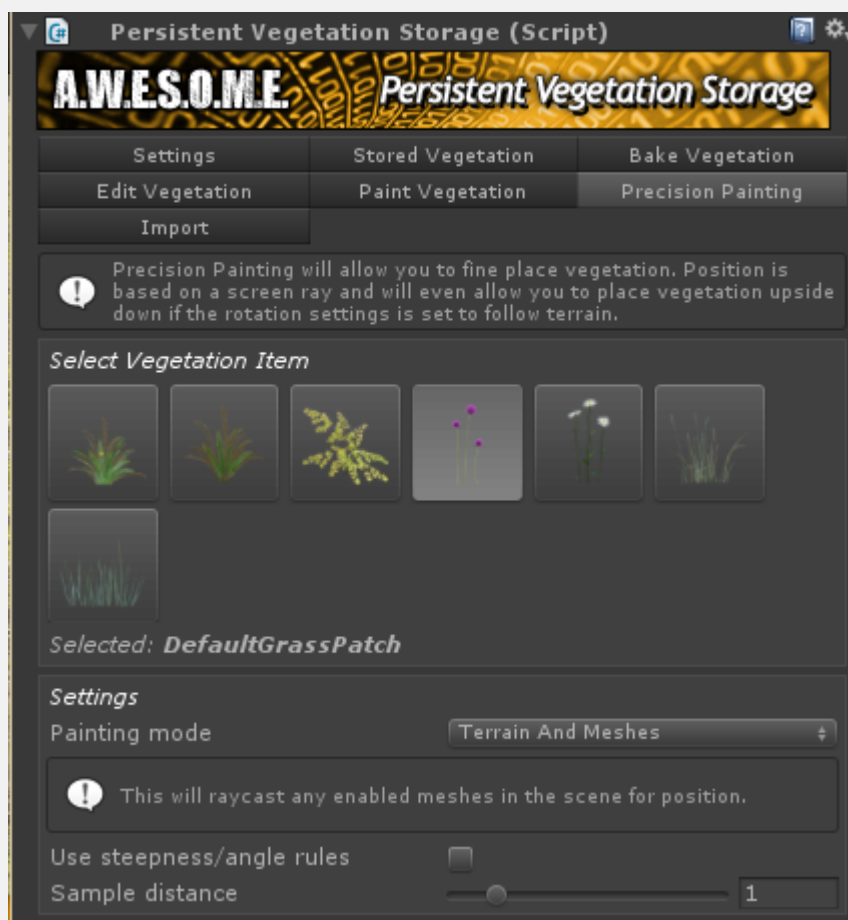 Persistent Vegetation Storage (Script)
A.W.E.S.O.M.E. Persistent Vegetation Storage
Settings Stored Vegetation Bake Vegetation
Edit Vegetation Paint Vegetation Precision Painting
Import
Precision Painting will allow you to fine place vegetation. Position is
based on a screen ray and will even allow you to place vegetation upside
down if the rotation settings is set to follow terrain.
Select Vegetation Item
Selected: DefaultGrassPatch
Settings
Painting mode Terrain And Meshes
This will raycast any enabled meshes in the scene for position.
Use steepness/angle rules
Sample distance 1